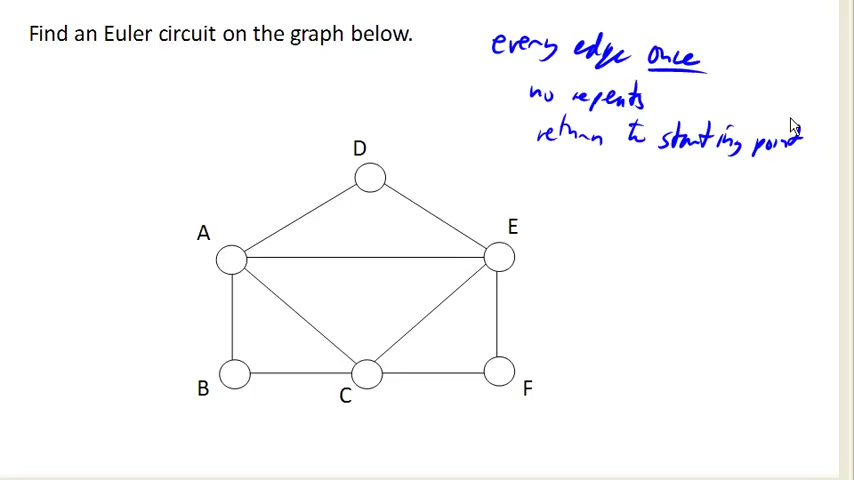 Find an Euler circuit on the graph below.
every edge once
no repeats
return to starting point
D
A
E
B
C
F